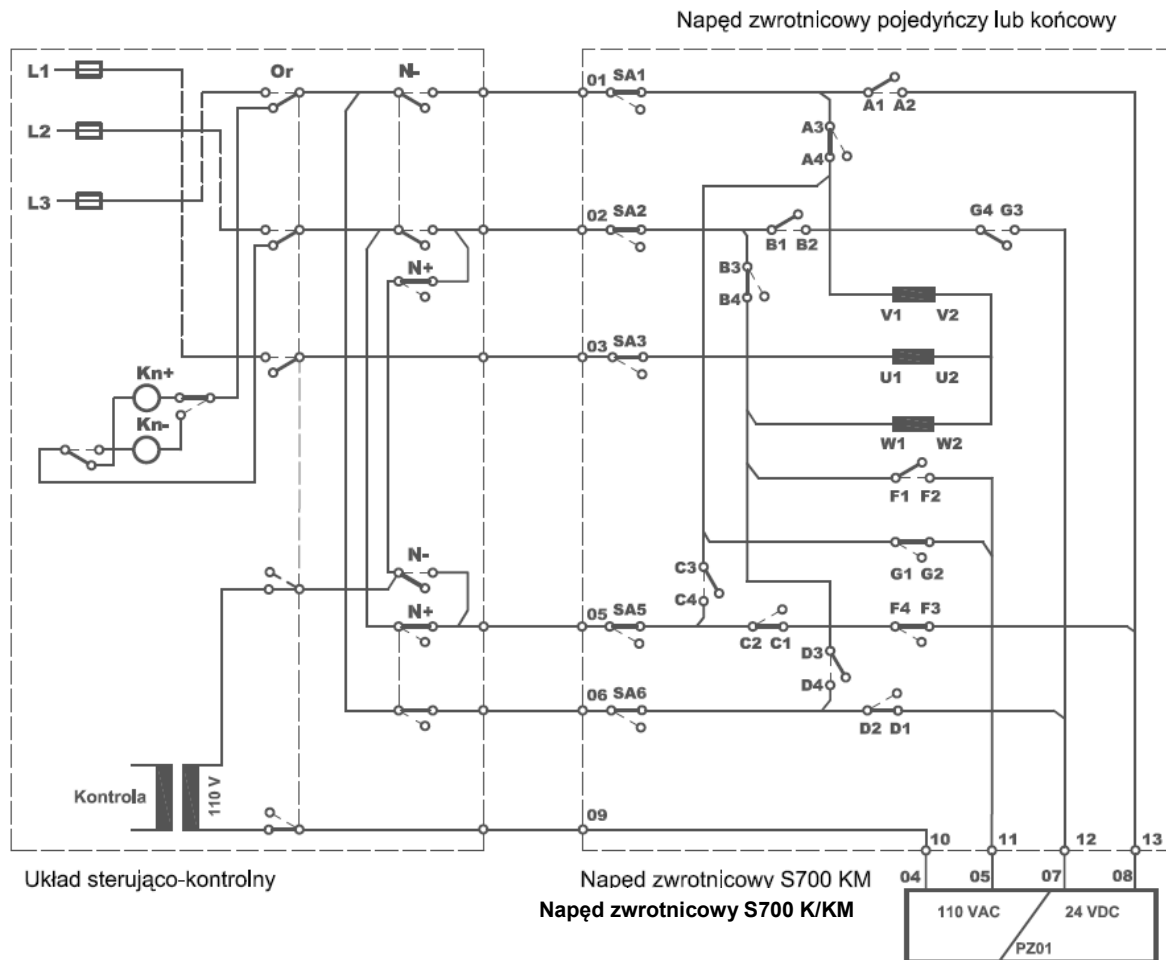 Napęd zwrotnicowy pojedyńczy lub końcowy
L1
Or
N-
01 SA1
A1 A2
L2
A3
A4
L3
02 SA2
G4 G3
B1 B2
N+
B3
B4
V1 V2
03 SA3
Kn+
U1 U2
Kn-
W1 W2
F1 F2
N-
C3
G1 G2
C4
N+
05 SA5
F4 F3
C2 C1
D3
D4
06 SA6
D2 D1
Kontrola
110 V
09
10 11 12 13
Układ sterująco-kontrolny
Napęd zwrotnicowy S700 KM
04 05 07 08
Napęd zwrotnicowy S700 K/KM
110 VAC
24 VDC
PZ01